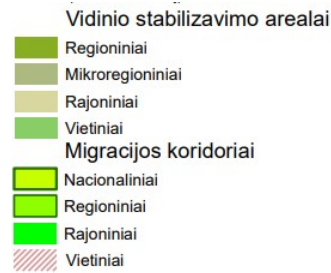 Vidinio stabilizavimo arealai
Regioniniai
Mikroregioniniai
Rajoniniai
Vietiniai
Migracijos koridoriai
Nacionaliniai
Regioniniai
Rajoniniai
Vietiniai